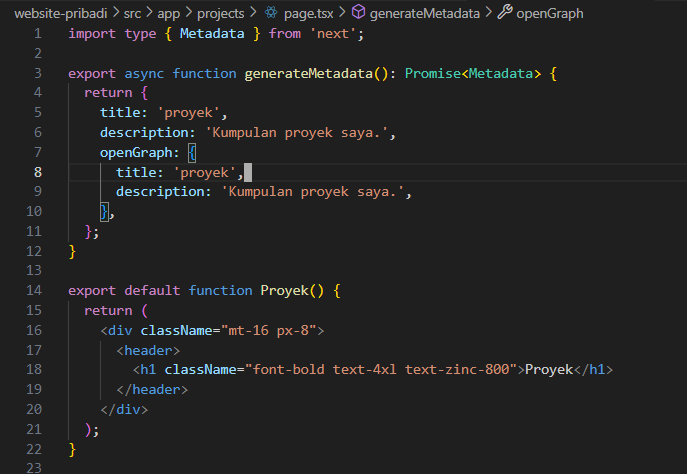 website-pribadi > src > app > projects > page.tsx > generateMetadata > openGraph
1 import type { Metadata } from 'next';
2
3 export async function generateMetadata(): Promise<Metadata> {
4   return {
5     title: 'proyek',
6     description: 'Kumpulan proyek saya.',
7     openGraph: {
8       title: 'proyek',
9       description: 'Kumpulan proyek saya.',
10     },
11   };
12 }
13
14 export default function Proyek() {
15   return (
16     <div className="mt-16 px-8">
17       <header>
18         <h1 className="font-bold text-4xl text-zinc-800">Proyek</h1>
19       </header>
20     </div>
21   );
22 }
23